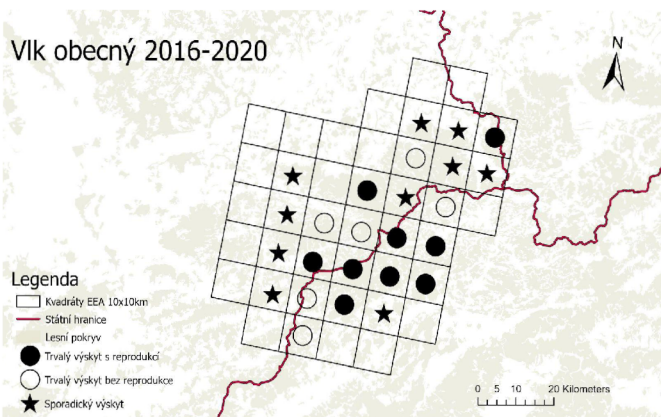 Vlk obecný 2016-2020
N
Legenda
Kvadráty EEA 10x10km
Státní hranice
Lesní pokryv
Trvalý výskyt s reprodukcí
Trvalý výskyt bez reprodukce
Sporadický výskyt
0 5 10 20 Kilometers